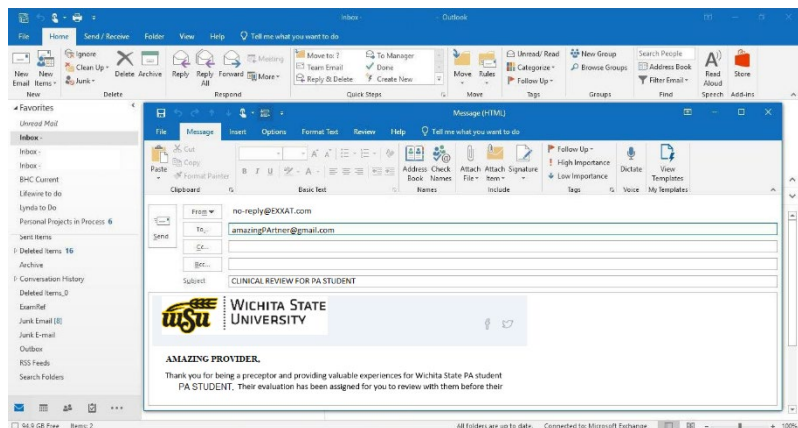 Inbox - Outlook
File Home Send / Receive Folder View Help Tell me what you want to do
Ignore
Clean Up
Junk
New Email
New Items
Delete
Archive
Reply
Reply All
Forward
Meeting
More
Move to: ?
Team Email
Reply & Delete
To Manager
Done
Create New
Move
Rules
Unread/ Read
Categorize
Follow Up
New Group
Browse Groups
Search People
Address Book
Filter Email
Read Aloud
Store
New Delete Respond Quick Steps Move Tags Groups Find Speech Add-ins
Favorites
Unread Mail
Inbox -
Inbox -
Inbox -
BHC Current
Lifewire to do
Lynda to Do
Personal Projects in Process 6
Sent Items
Deleted Items 16
Archive
Conversation History
Deleted Items_0
ExamRef
Junk Email [8]
Junk E-mail
Outbox
RSS Feeds
Search Folders
Message (HTML)
File Message Insert Options Format Text Review Help Tell me what you want to do
Paste
Cut
Copy
Format Painter
B I U
Address Book
Check Names
Attach File
Attach Item
Signature
Follow Up
High Importance
Low Importance
Dictate
View Templates
Clipboard Basic Text Names Include Tags Voice My Templates
Send
From no-reply@EXXAT.com
To... amazingPArtner@gmail.com
Cc...
Bcc...
Subject CLINICAL REVIEW FOR PA STUDENT
WSU WICHITA STATE
UNIVERSITY
AMAZING PROVIDER,
Thank you for being a preceptor and providing valuable experiences for Wichita State PA student
PA STUDENT. Their evaluation has been assigned for you to review with them before their
94.9 GB Free Items: 2 All folders are up to date. Connected to: Microsoft Exchange 100%